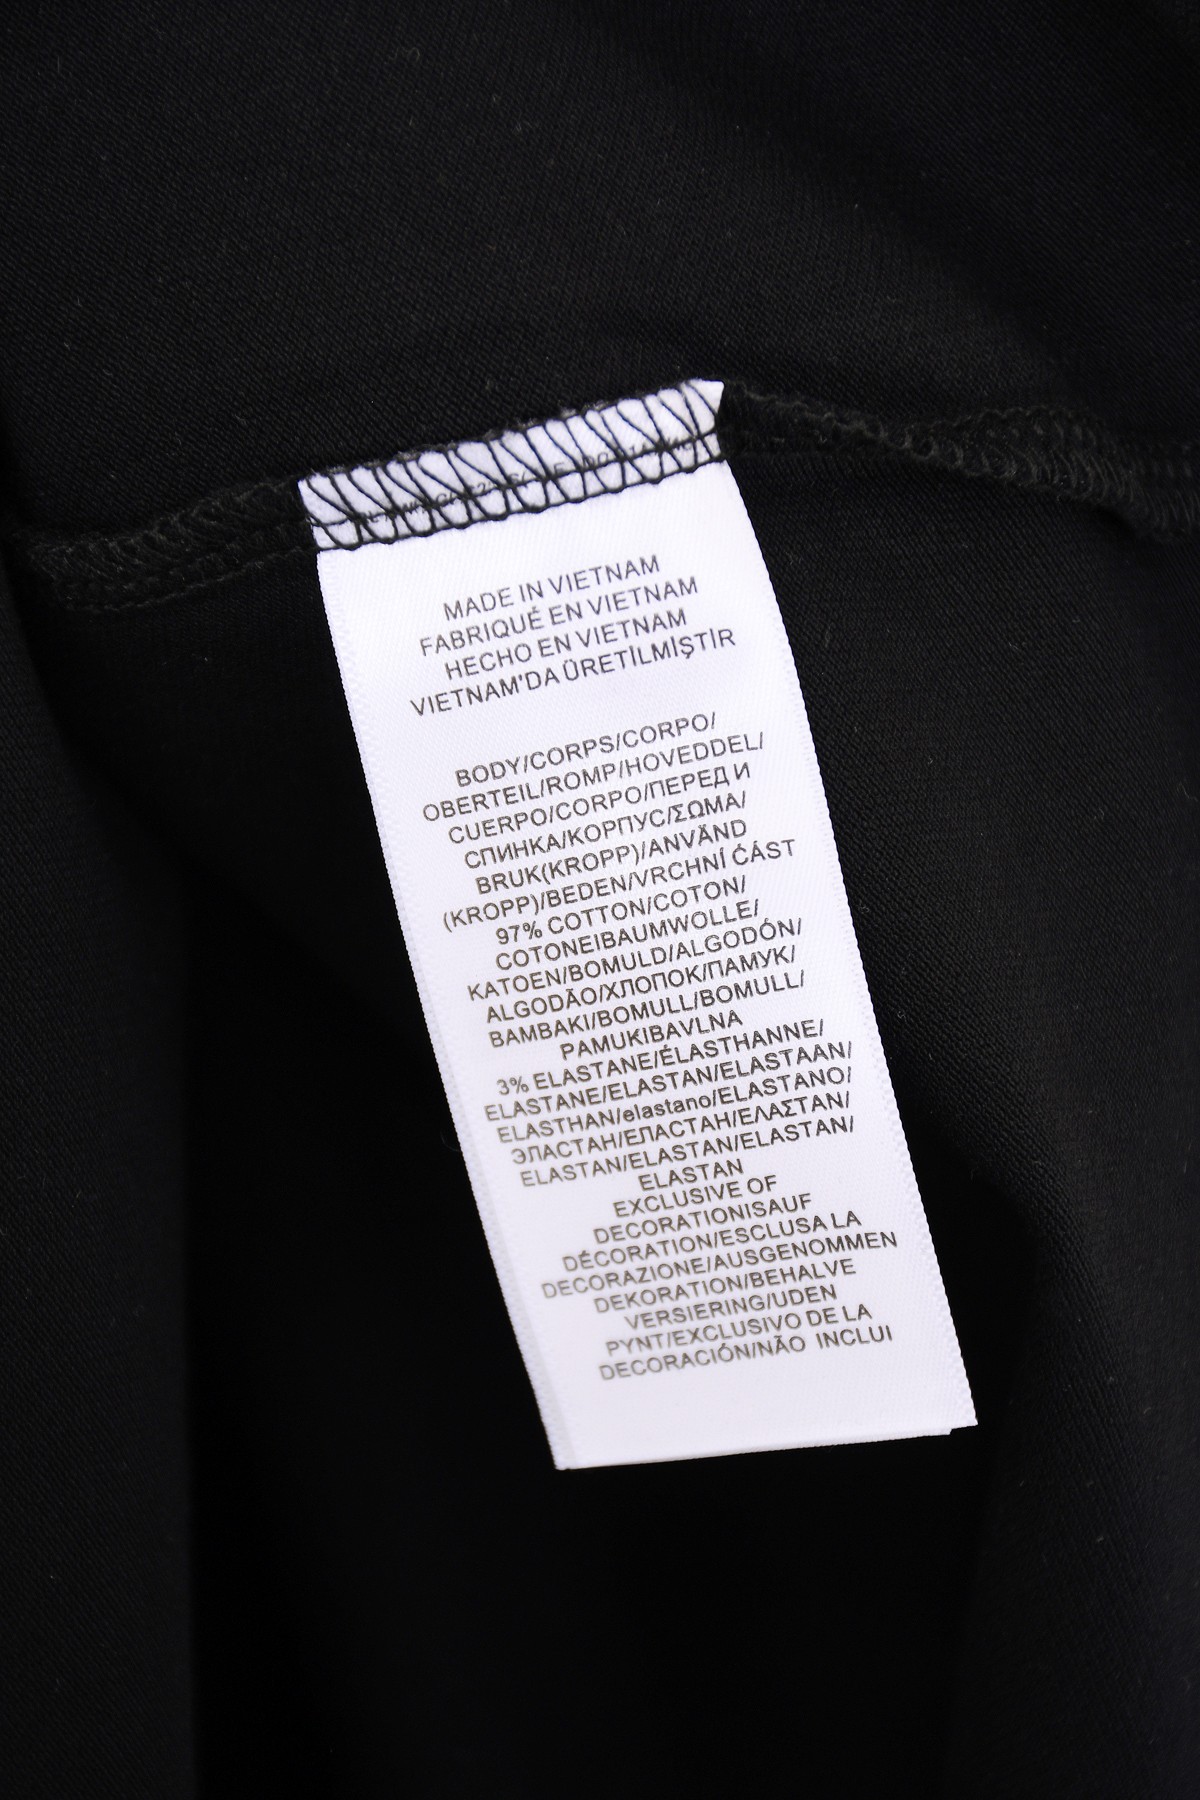 MADE IN VIETNAM
FABRIQUÉ EN VIETNAM
HECHO EN VIETNAM
VIETNAM'DA ÜRETİLMİŞTİR
BODY/CORPS/CORPO/
OBERTEIL/ROMP/HOVEDDEL/
CUERPO/CORPO/ПЕРЕД И
СПИНКА/КОРПУС/ΣΩΜΑ/
BRUK(KROPP)/ANVÄND
(KROPP)/BEDEN/VRCHNÍ ĆÁST
97% COTTON/COTON/
COTONEIBAUMWOLLE/
KATOEN/BOMULD/ALGODÓN/
ALGODÃO/ХЛОПОК/ПАМУК/
BAMBAKI/BOMULL/BOMULL/
PAMUKIBAVLNA
3% ELASTANE/ÉLASTHANNE/
ELASTANE/ELASTAN/ELASTAAN/
ELASTHAN/elastano/ELASTANO/
ЭЛАСТАН/ЕЛАСТАН/ΕΛΑΣΤΑΝ/
ELASTAN/ELASTAN/ELASTAN/
ELASTAN
EXCLUSIVE OF
DECORATIONISAUF
DÉCORATION/ESCLUSA LA
DECORAZIONE/AUSGENOMMEN
DEKORATION/BEHALVE
VERSIERING/UDEN
PYNT/EXCLUSIVO DE LA
DECORACIÓN/NÃO INCLUI